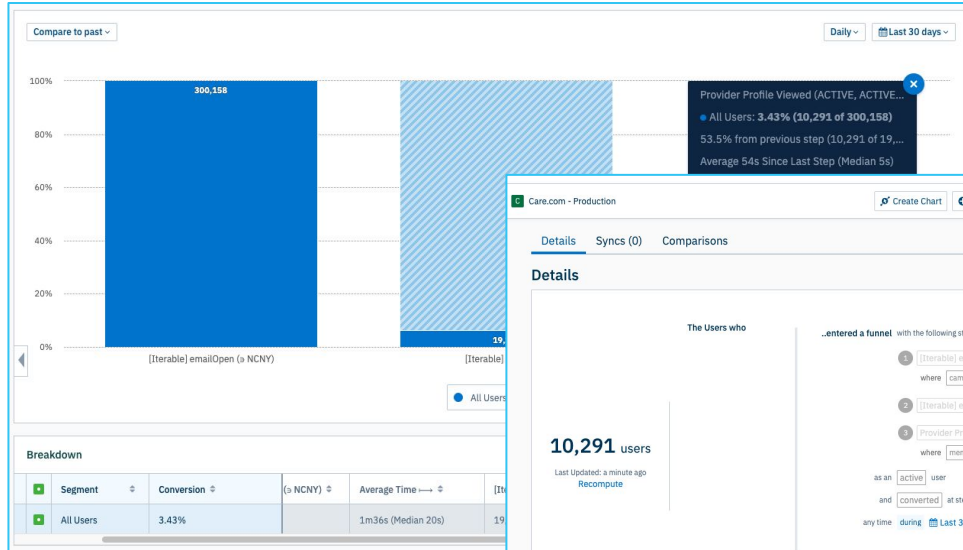 Compare to past
Daily
Last 30 days
100%
80%
60%
40%
20%
0%
300,158
19,
Provider Profile Viewed (ACTIVE, ACTIVE...
All Users: 3.43% (10,291 of 300,158)
53.5% from previous step (10,291 of 19,...
Average 54s Since Last Step (Median 5s)
[Iterable] emailOpen (∍ NCNY)
[Iterable]
All Users
Breakdown
Segment Conversion (∍ NCNY) Average Time
All Users 3.43% 1m36s (Median 20s) 19
C Care.com - Production
Create Chart
Details Syncs (0) Comparisons
Details
The Users who
10,291 users
Last Updated: a minute ago
Recompute
..entered a funnel with the following
1 [Iterable]
where
2 [Iterable]
3 Provider
where
as an active user
and converted at
any time during Last